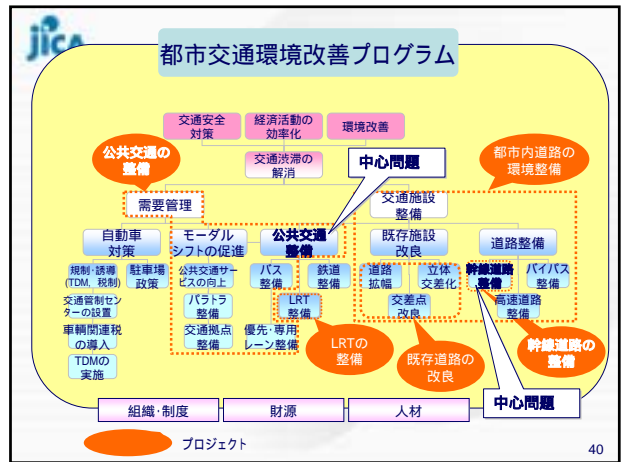 jica
都市交通環境改善プログラム
交通安全
対策
経済活動の
効率化
環境改善
公共交通の
整備
交通渋滞の
解消
中心問題
都市内道路の
環境整備
需要管理
交通施設
整備
自動車
対策
モーダル
シフトの促進
公共交通
整備
既存施設
改良
道路整備
規制・誘導
(TDM、税制)
駐車場
政策
公共交通サー
ビスの向上
バス
整備
鉄道
整備
道路
拡幅
立体
交差化
幹線道路
整備
バイパス
整備
交通管制セン
ターの設置
パラトラ
整備
LRT
整備
交差点
改良
高速道路
整備
車輌関連税
の導入
交通拠点
整備
優先・専用
レーン整備
TDMの
実施
LRTの
整備
既存道路の
改良
幹線道路の
整備
中心問題
組織・制度
財源
人材
プロジェクト
40